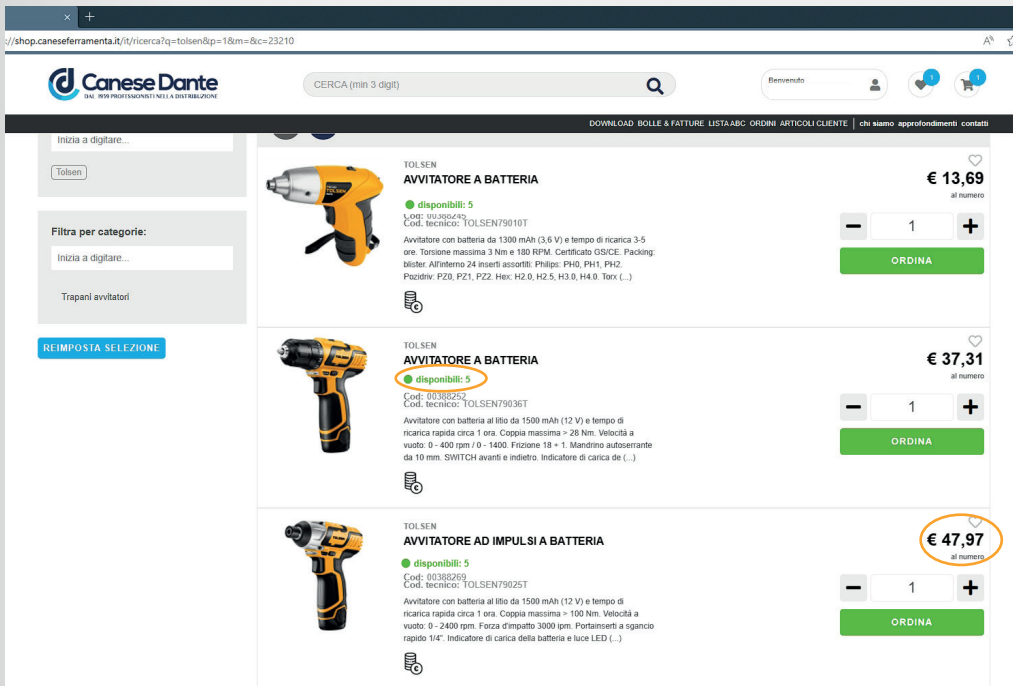 × +
://shop.caneseferramenta.it/it/ricerca?q=tolsen&p=1&m=&c=23210
Canese Dante
DAL 1959 PROFESSIONISTI NELLA DISTRIBUZIONE
CERCA (min 3 digit)
Benvenuto
1
1
DOWNLOAD BOLLE & FATTURE LISTA ABC ORDINI ARTICOLI CLIENTE | chi siamo approfondimenti contatti
Inizia a digitare...
Tolsen
Filtra per categorie:
Inizia a digitare...
Trapani avvitatori
REIMPOSTA SELEZIONE
TOLSEN
AVVITATORE A BATTERIA
disponibili: 5
Cod: 00388245
Cod. tecnico: TOLSEN79010T
Avvitatore con batteria da 1300 mAh (3,6 V) e tempo di ricarica 3-5
ore. Torsione massima 3 Nm e 180 RPM. Certificato GS/CE. Packing:
blister. All'interno 24 inserti assortiti: Philips: PH0, PH1, PH2.
Pozidriv: PZ0, PZ1, PZ2. Hex: H2.0, H2.5, H3.0, H4.0. Torx (...)
€ 13,69
al numero
− 1 +
ORDINA
TOLSEN
AVVITATORE A BATTERIA
disponibili: 5
Cod: 00388252
Cod. tecnico: TOLSEN79036T
Avvitatore con batteria al litio da 1500 mAh (12 V) e tempo di
ricarica rapida circa 1 ora. Coppia massima > 28 Nm. Velocità a
vuoto: 0 - 400 rpm / 0 - 1400. Frizione 18 + 1. Mandrino autoserrante
da 10 mm. SWITCH avanti e indietro. Indicatore di carica de (...)
€ 37,31
al numero
− 1 +
ORDINA
TOLSEN
AVVITATORE AD IMPULSI A BATTERIA
disponibili: 5
Cod: 00388269
Cod. tecnico: TOLSEN79025T
Avvitatore con batteria al litio da 1500 mAh (12 V) e tempo di
ricarica rapida circa 1 ora. Coppia massima > 100 Nm. Velocità a
vuoto: 0 - 2400 rpm. Forza d'impatto 3000 ipm. Portainserti a sgancio
rapido 1/4". Indicatore di carica della batteria e luce LED (...)
€ 47,97
al numero
− 1 +
ORDINA